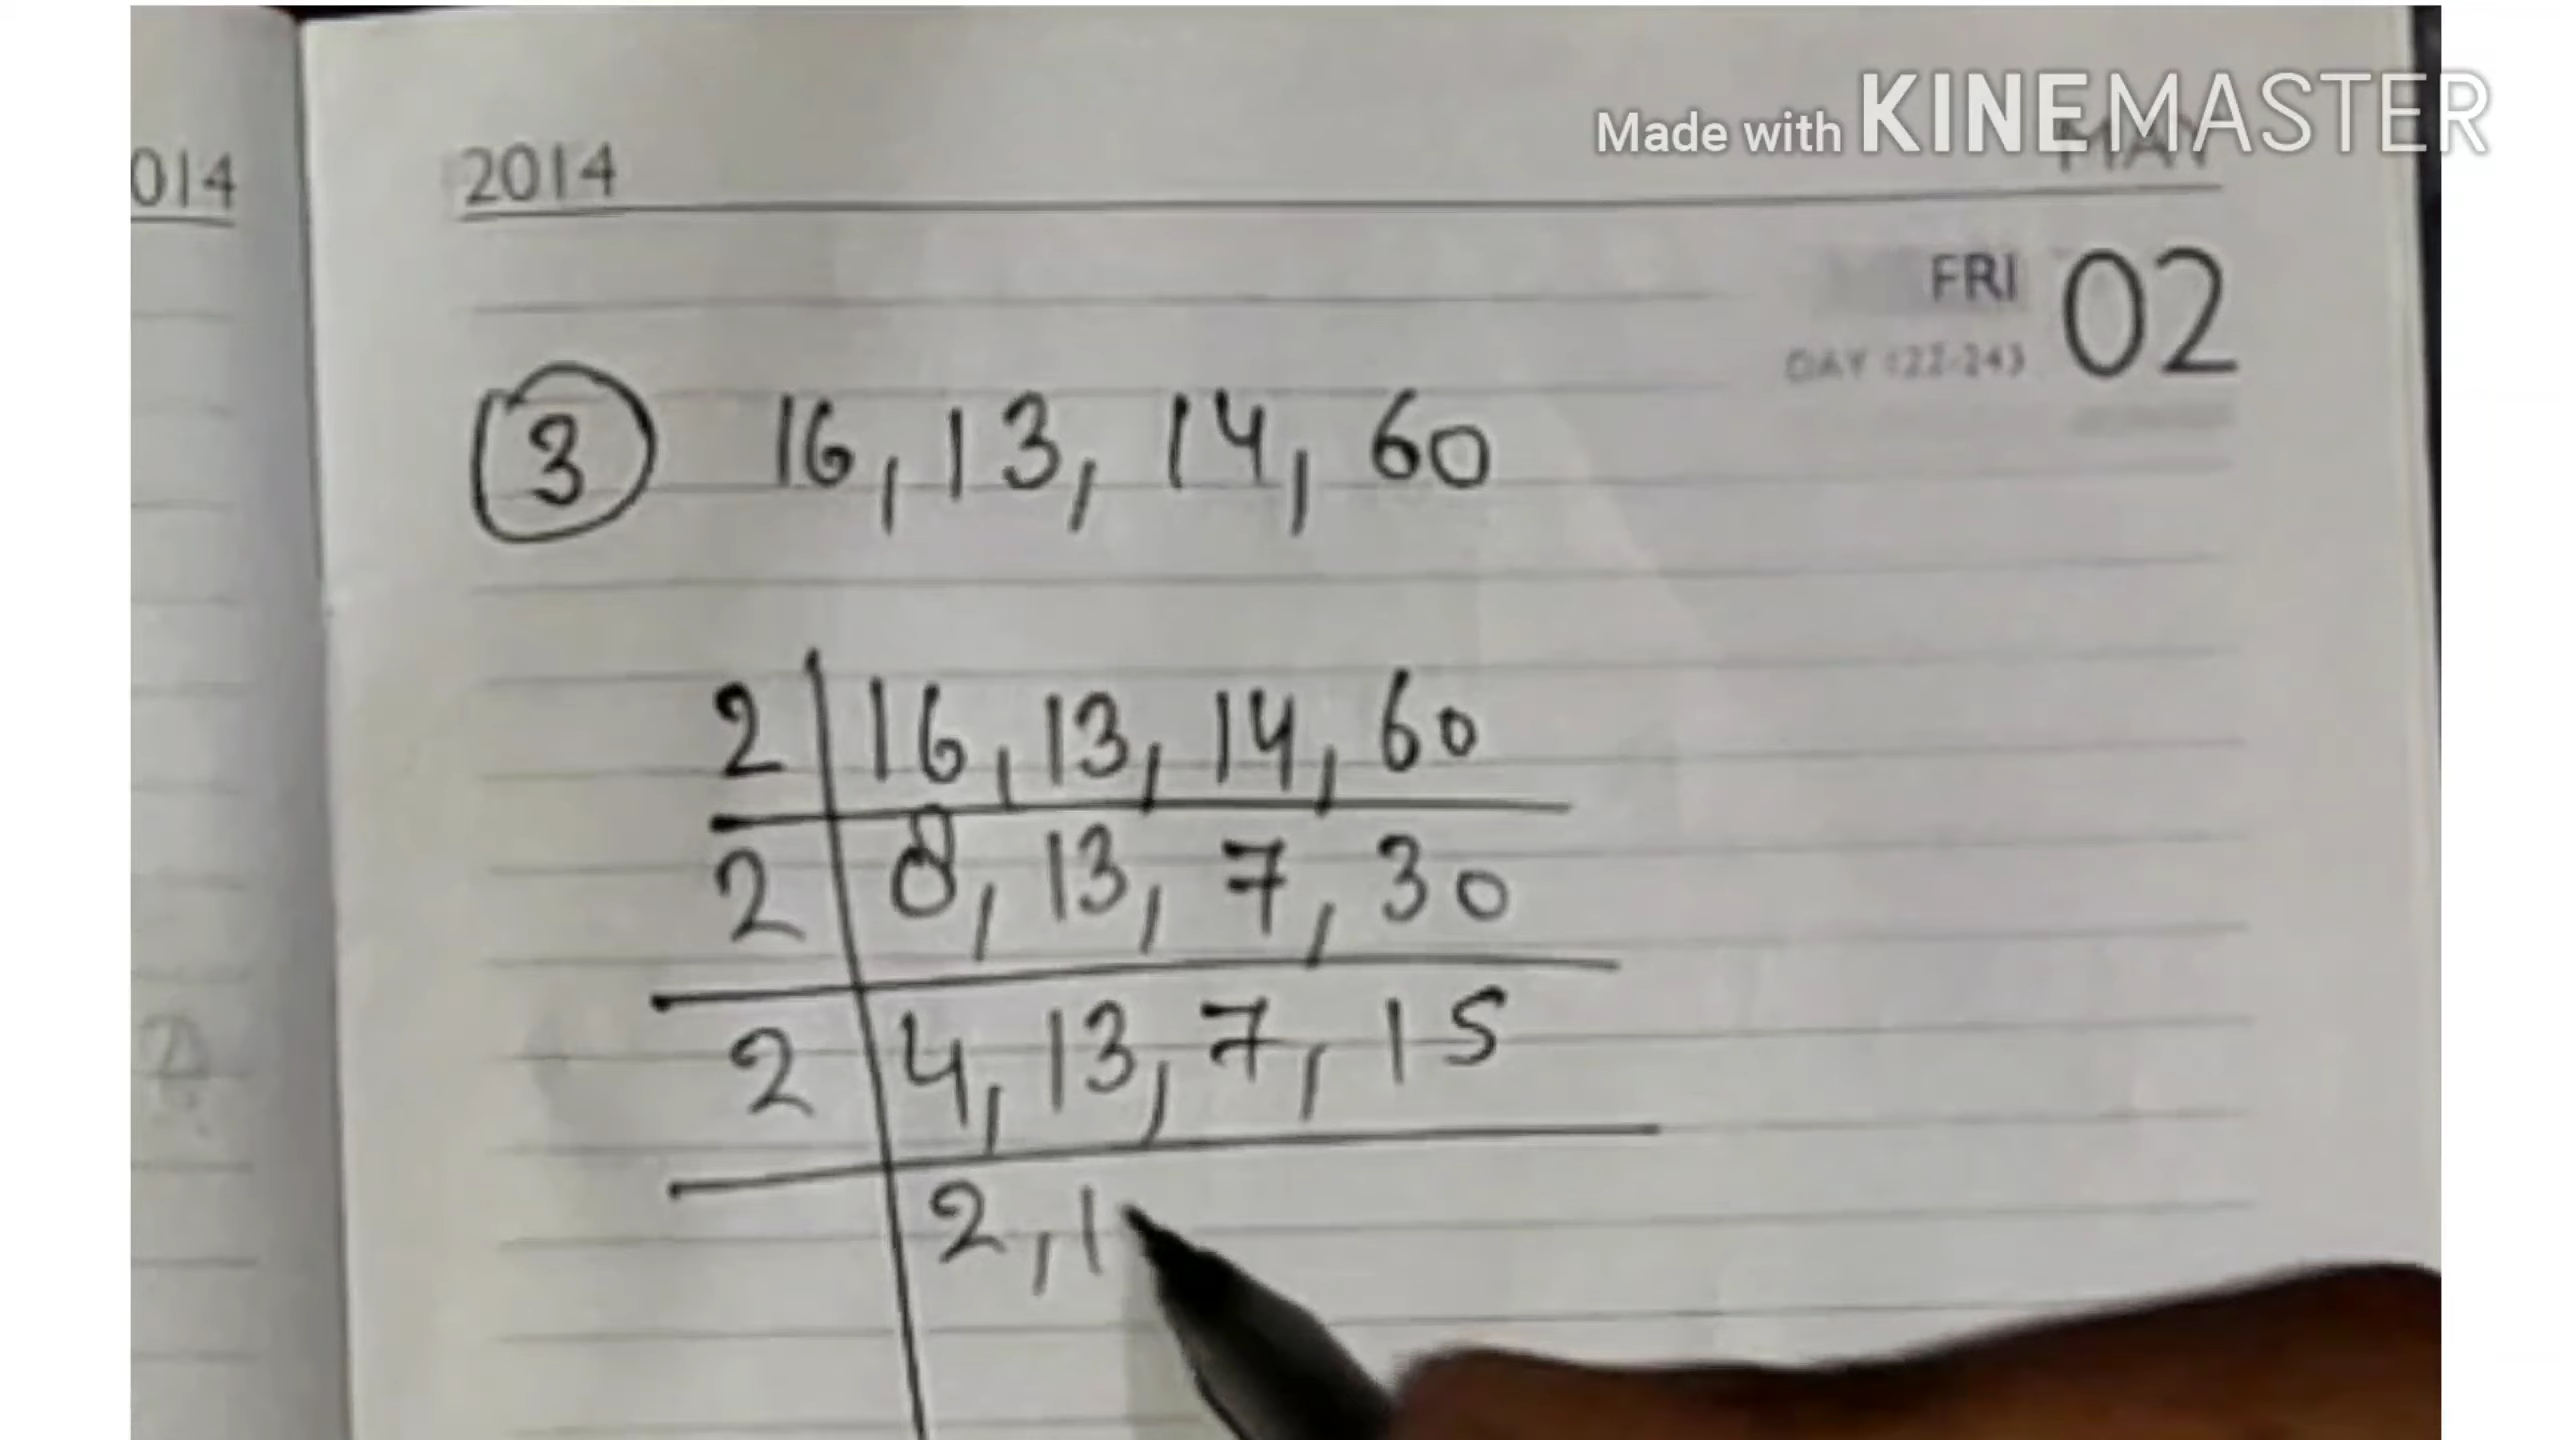 Made with KINEMASTER
014
2014
MAY
FRI 02
3 16, 13, 14, 60
2 16, 13, 14, 60
2 8, 13, 7, 30
2 4, 13, 7, 15
2, 1